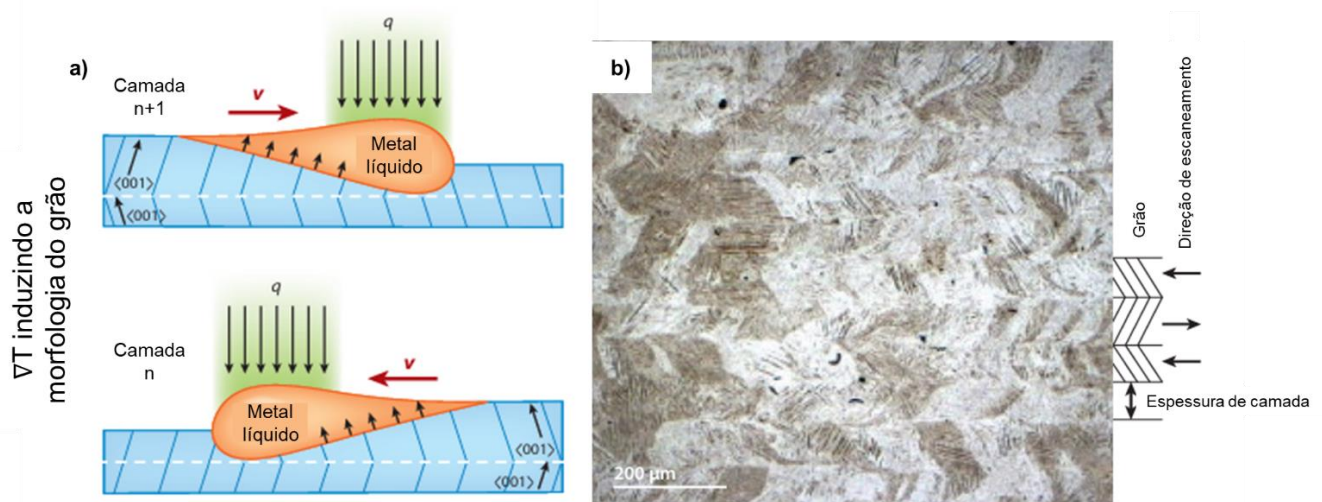 ∇T induzindo a
morfologia do grão
a)
q
Camada
n+1
v
Metal
líquido
⟨001⟩
⟨001⟩
q
Camada
n
v
Metal
líquido
⟨001⟩
⟨001⟩
b)
200 µm
Grão
Direção de escaneamento
Espessura de camada